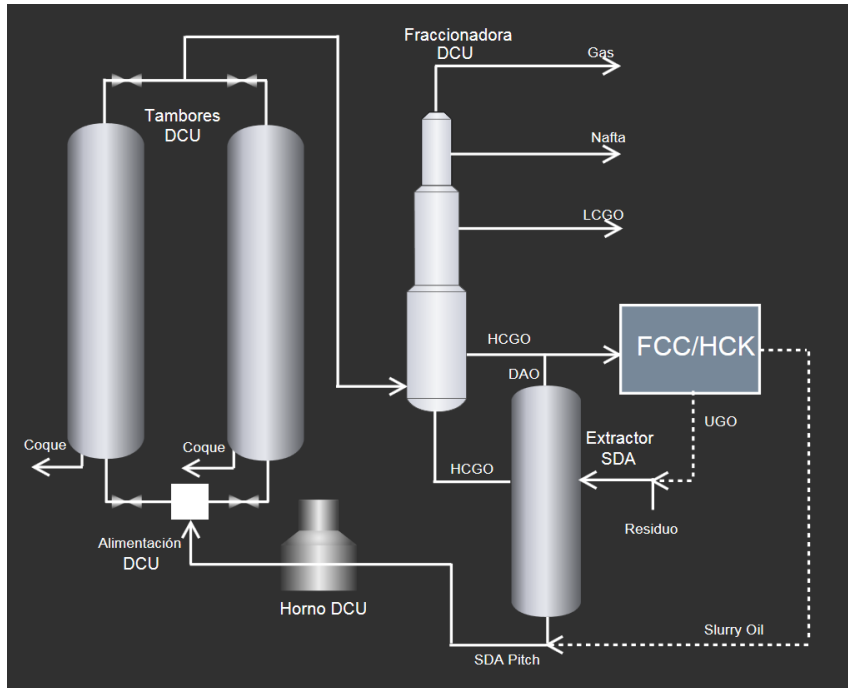 Fraccionadora
DCU
Gas
Tambores
DCU
Nafta
LCGO
HCGO
FCC/HCK
DAO
UGO
Coque
Coque
HCGO
Extractor
SDA
Residuo
Alimentación
DCU
Horno DCU
Slurry Oil
SDA Pitch